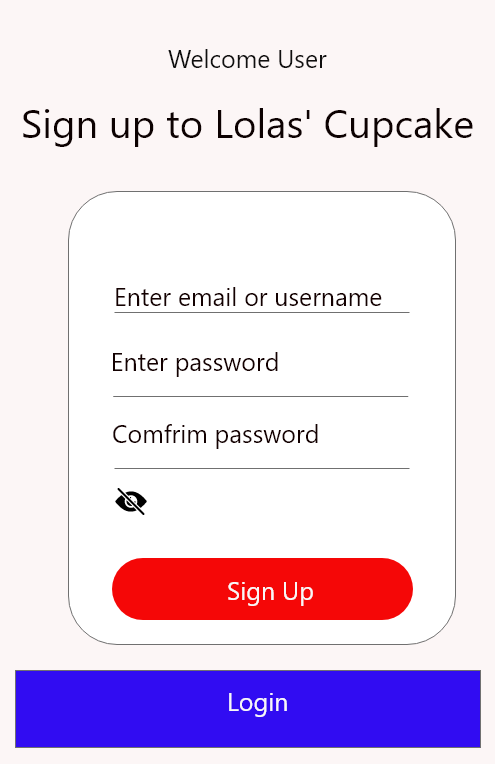 Welcome User
Sign up to Lolas' Cupcake
Enter email or username
Enter password
Comfrim password
Sign Up
Login